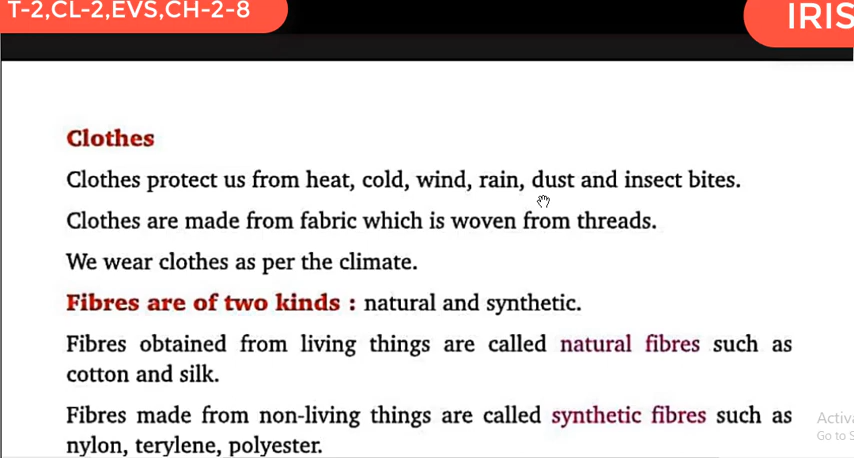 T-2,CL-2,EVS,CH-2-8
IRIS
Clothes
Clothes protect us from heat, cold, wind, rain, dust and insect bites.
Clothes are made from fabric which is woven from threads.
We wear clothes as per the climate.
Fibres are of two kinds : natural and synthetic.
Fibres obtained from living things are called natural fibres such as
cotton and silk.
Fibres made from non-living things are called synthetic fibres such as
nylon, terylene, polyester.
Go to S